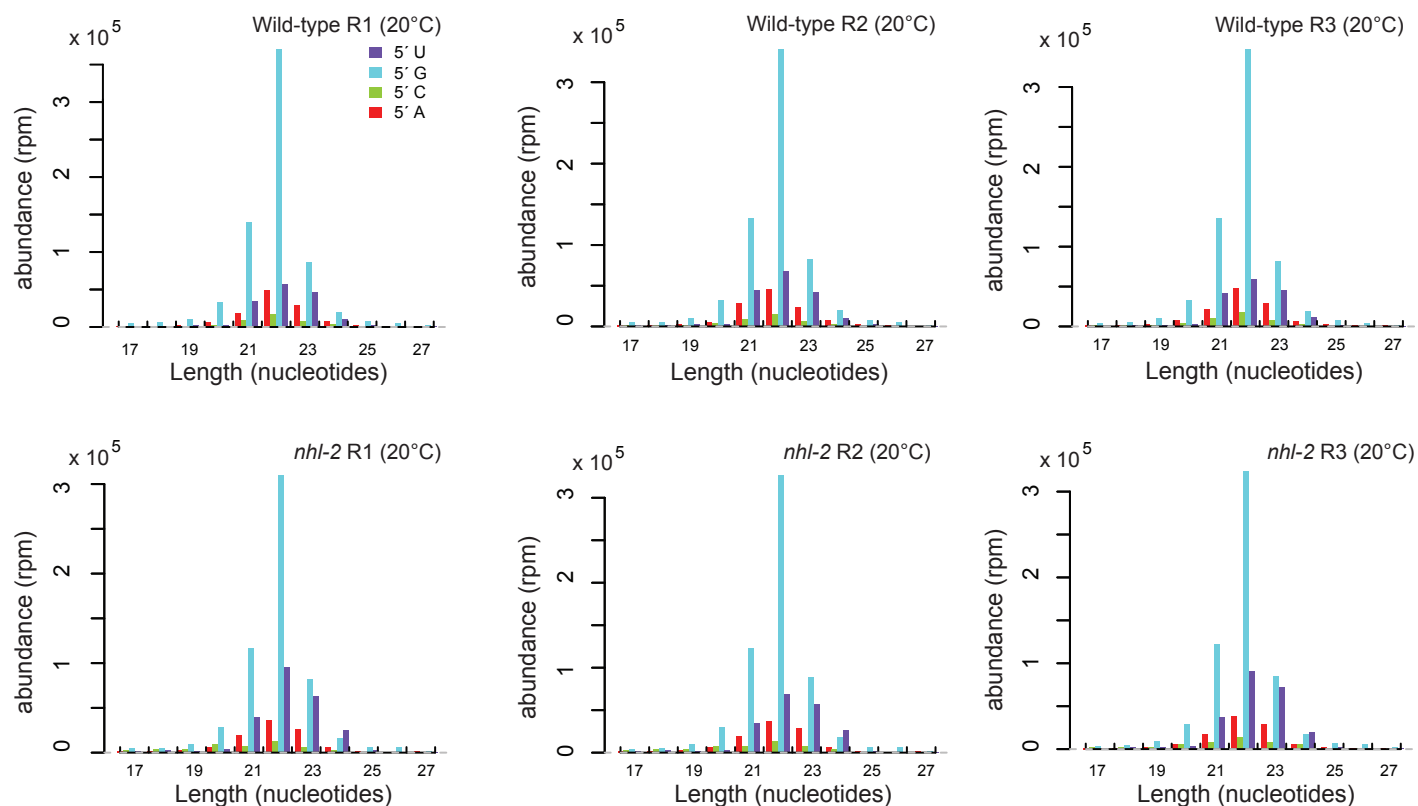 Wild-type R1 (20°C)
x 10 5
5´ U
5´ G
5´ C
5´ A
abundance (rpm)
3
2
1
0
17 19 21 23 25 27
Length (nucleotides)
Wild-type R2 (20°C)
x 10 5
abundance (rpm)
3
2
1
0
17 19 21 23 25 27
Length (nucleotides)
Wild-type R3 (20°C)
x 10 5
abundance (rpm)
3
2
1
0
17 19 21 23 25 27
Length (nucleotides)
nhl-2 R1 (20°C)
x 10 5
abundance (rpm)
3
2
1
0
17 19 21 23 25 27
Length (nucleotides)
nhl-2 R2 (20°C)
x 10 5
abundance (rpm)
3
2
1
0
17 19 21 23 25 27
Length (nucleotides)
nhl-2 R3 (20°C)
x 10 5
abundance (rpm)
3
2
1
0
17 19 21 23 25 27
Length (nucleotides)